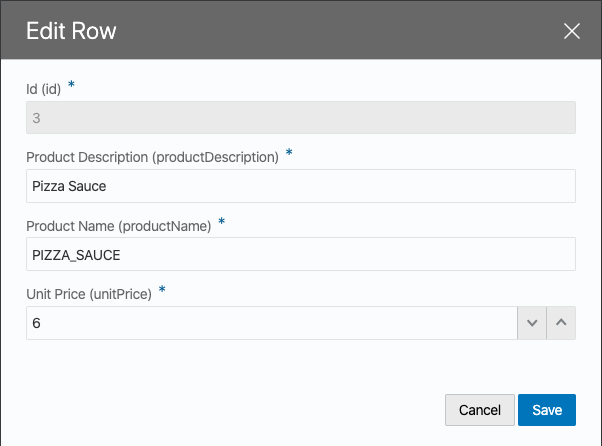 Edit Row
Id (id) *
3
Product Description (productDescription) *
Pizza Sauce
Product Name (productName) *
PIZZA_SAUCE
Unit Price (unitPrice) *
6
Cancel Save